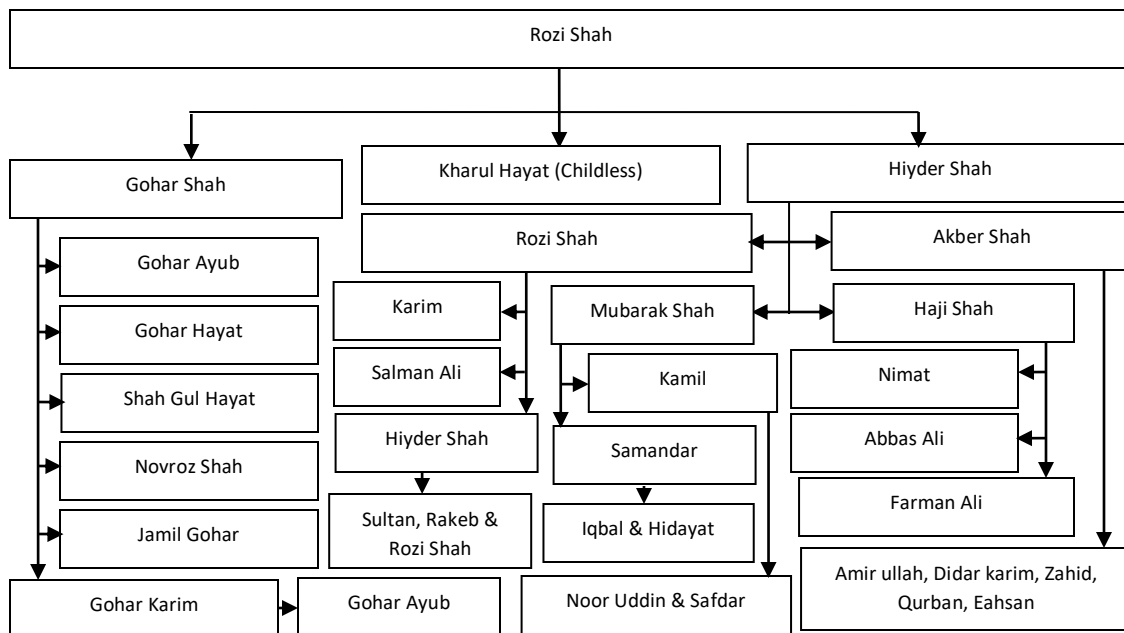 Rozi Shah
Gohar Shah
Kharul Hayat (Childless)
Hiyder Shah
Rozi Shah
Akber Shah
Gohar Ayub
Karim
Mubarak Shah
Haji Shah
Gohar Hayat
Salman Ali
Kamil
Nimat
Shah Gul Hayat
Hiyder Shah
Samandar
Abbas Ali
Novroz Shah
Farman Ali
Sultan, Rakeb &
Rozi Shah
Iqbal & Hidayat
Jamil Gohar
Amir ullah, Didar karim, Zahid,
Qurban, Eahsan
Gohar Karim
Gohar Ayub
Noor Uddin & Safdar